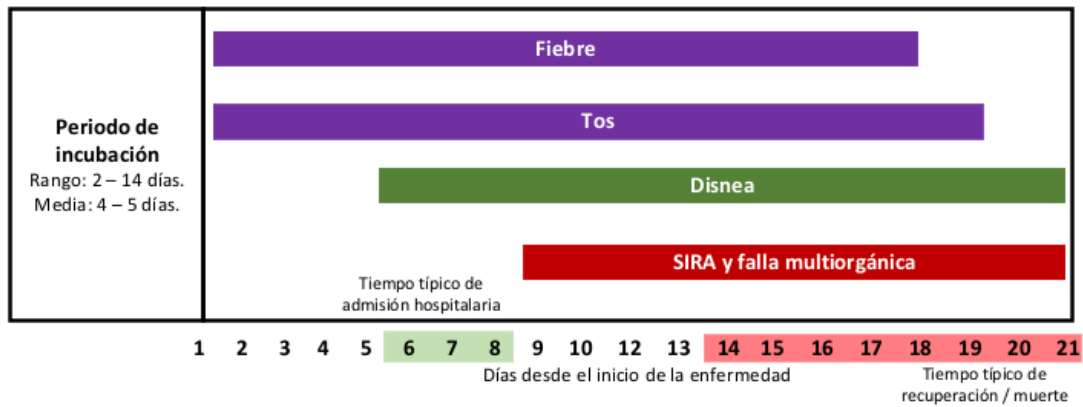 Fiebre
Tos
Periodo de
incubación
Rango: 2 – 14 días.
Media: 4 – 5 días.
Disnea
SIRA y falla multiorgánica
Tiempo típico de
admisión hospitalaria
1 2 3 4 5 6 7 8 9 10 12 13 14 15 16 17 18 19 20 21
Días desde el inicio de la enfermedad
Tiempo típico de
recuperación / muerte